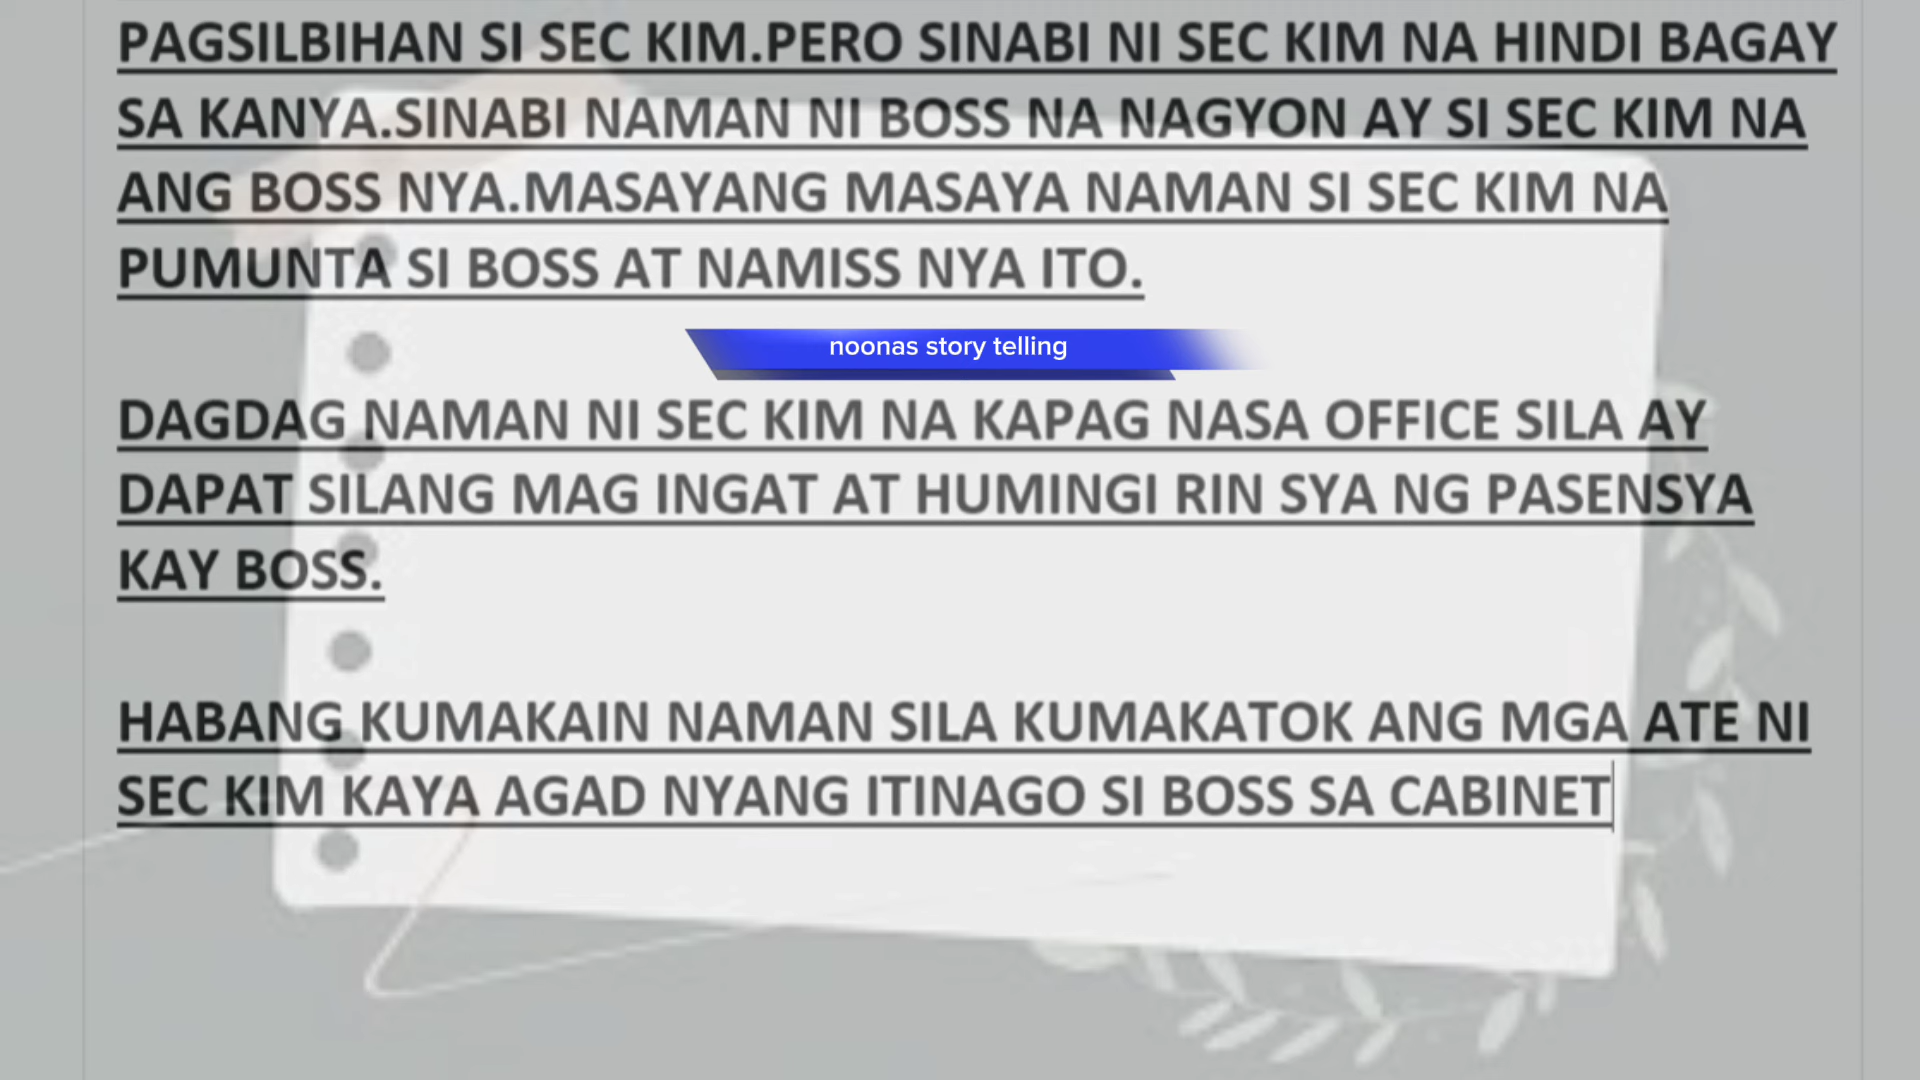 PAGSILBIHAN SI SEC KIM.PERO SINABI NI SEC KIM NA HINDI BAGAY
SA KANYA.SINABI NAMAN NI BOSS NA NAGYON AY SI SEC KIM NA
ANG BOSS NYA.MASAYANG MASAYA NAMAN SI SEC KIM NA
PUMUNTA SI BOSS AT NAMISS NYA ITO.
noonas story telling
DAGDAG NAMAN NI SEC KIM NA KAPAG NASA OFFICE SILA AY
DAPAT SILANG MAG INGAT AT HUMINGI RIN SYA NG PASENSYA
KAY BOSS.
HABANG KUMAKAIN NAMAN SILA KUMAKATOK ANG MGA ATE NI
SEC KIM KAYA AGAD NYANG ITINAGO SI BOSS SA CABINET